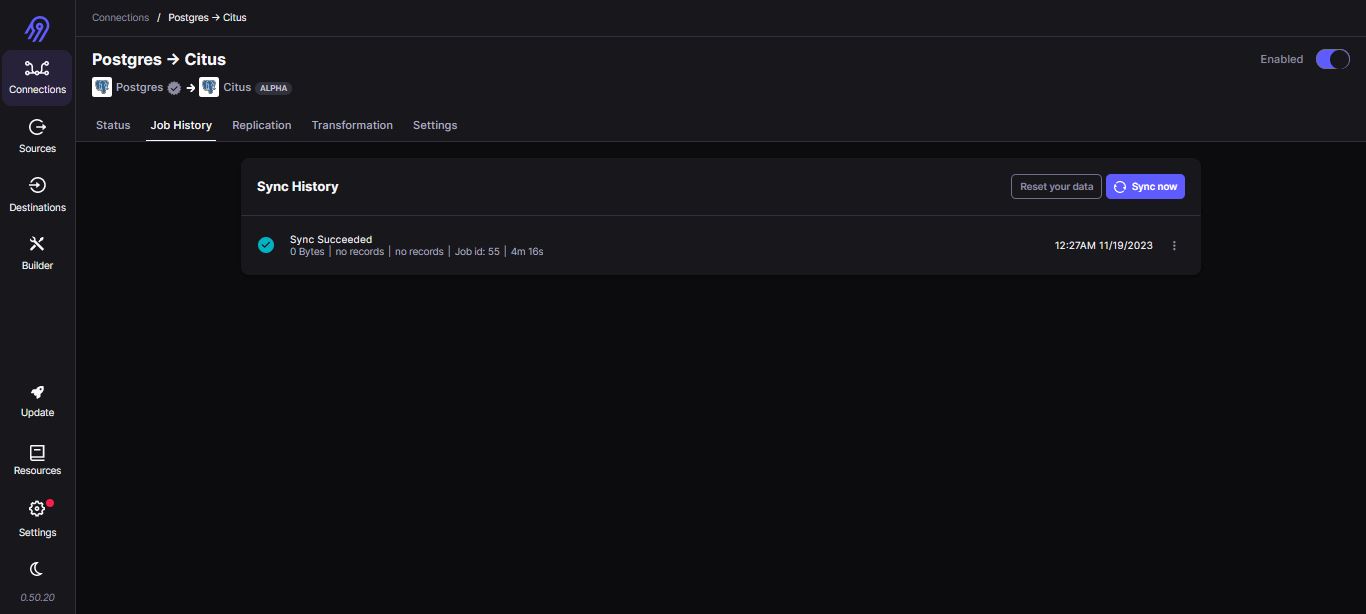 Connections / Postgres → Citus
Postgres → Citus
Enabled
Postgres → Citus ALPHA
Connections
Status Job History Replication Transformation Settings
Sources
Sync History
Reset your data Sync now
Destinations
Sync Succeeded
0 Bytes | no records | no records | Job id: 55 | 4m 16s
12:27AM 11/19/2023
Builder
Update
Resources
Settings
0.50.20